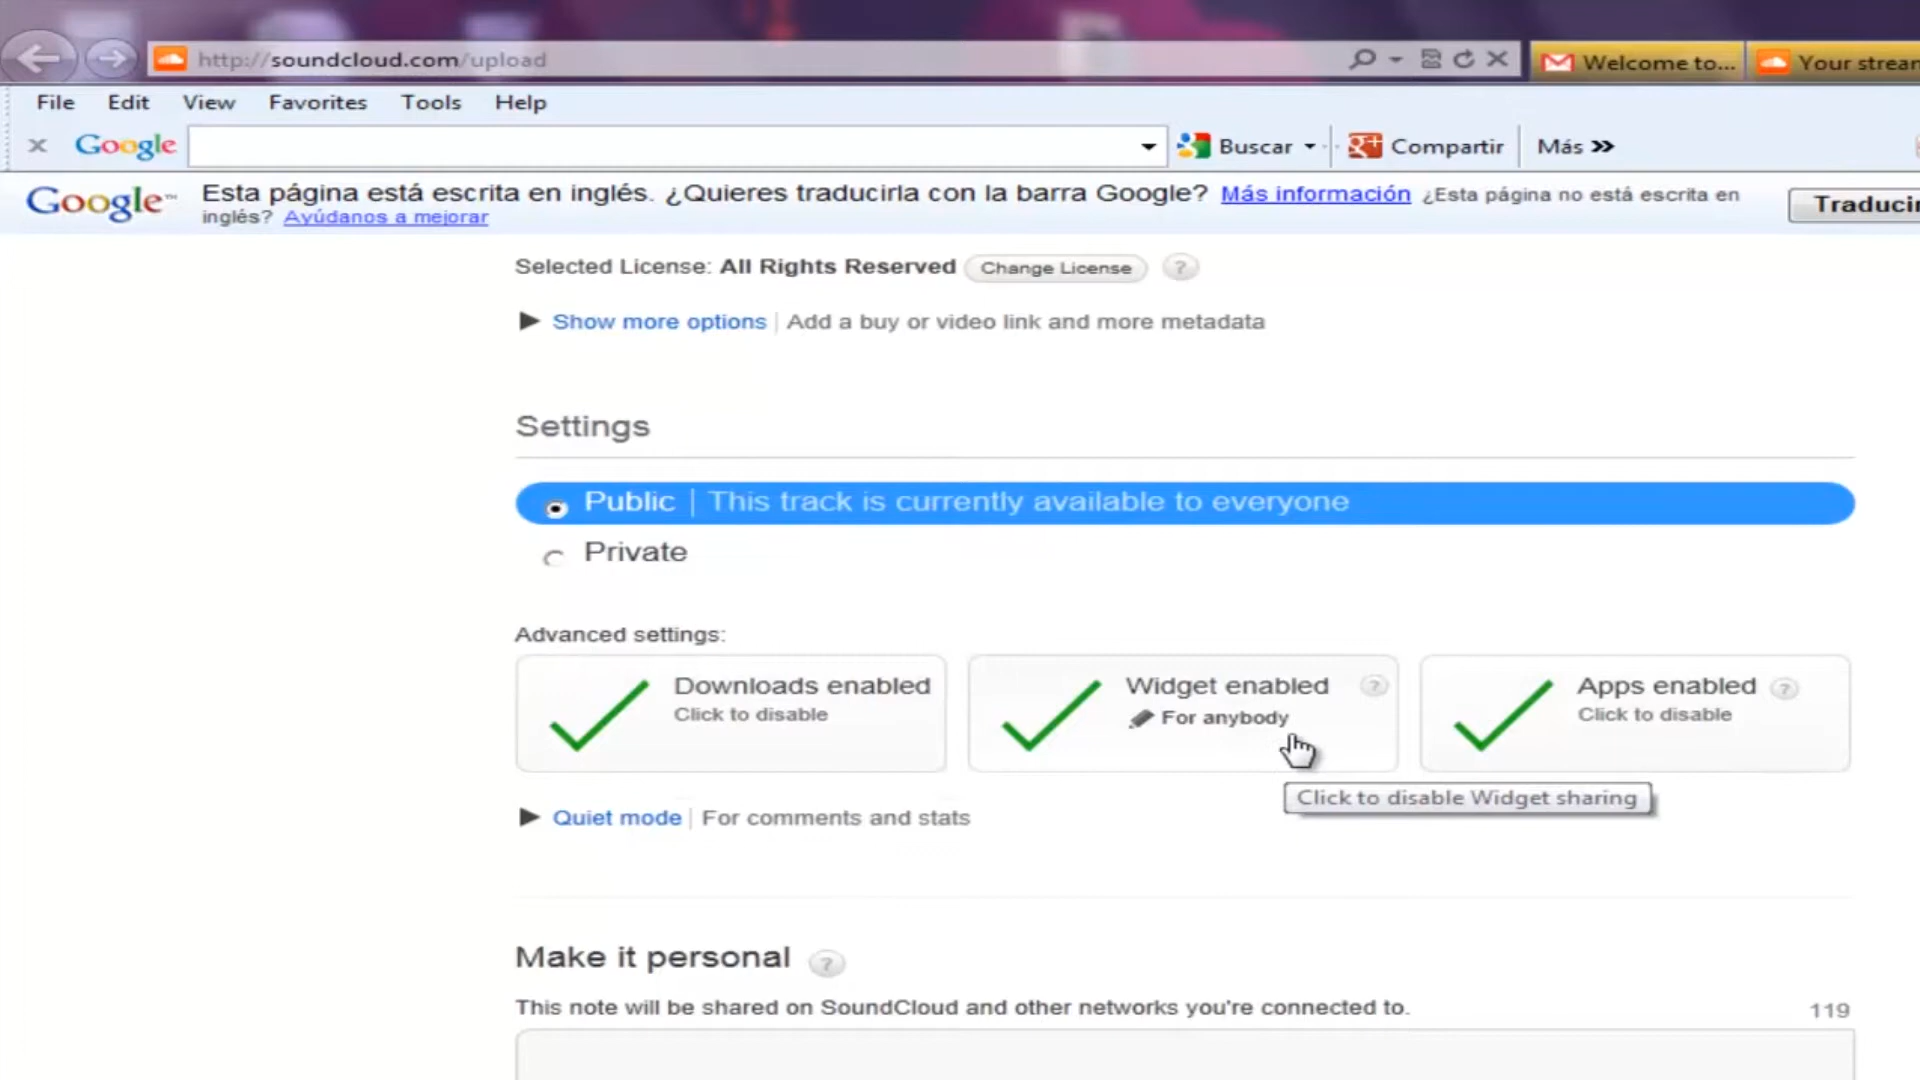 http://soundcloud.com/upload
Welcome to...
Your strean
File Edit View Favorites Tools Help
x Google Buscar Compartir Más »
Google™ Esta página está escrita en inglés. ¿Quieres traducirla con la barra Google? Más información ¿Esta página no está escrita en
inglés? Ayúdanos a mejorar
Traducir
Selected License: All Rights Reserved Change License ?
Show more options | Add a buy or video link and more metadata
Settings
Public | This track is currently available to everyone
Private
Advanced settings:
Downloads enabled
Click to disable
Widget enabled ?
For anybody
Apps enabled ?
Click to disable
Click to disable Widget sharing
Quiet mode | For comments and stats
Make it personal ?
This note will be shared on SoundCloud and other networks you're connected to.
119